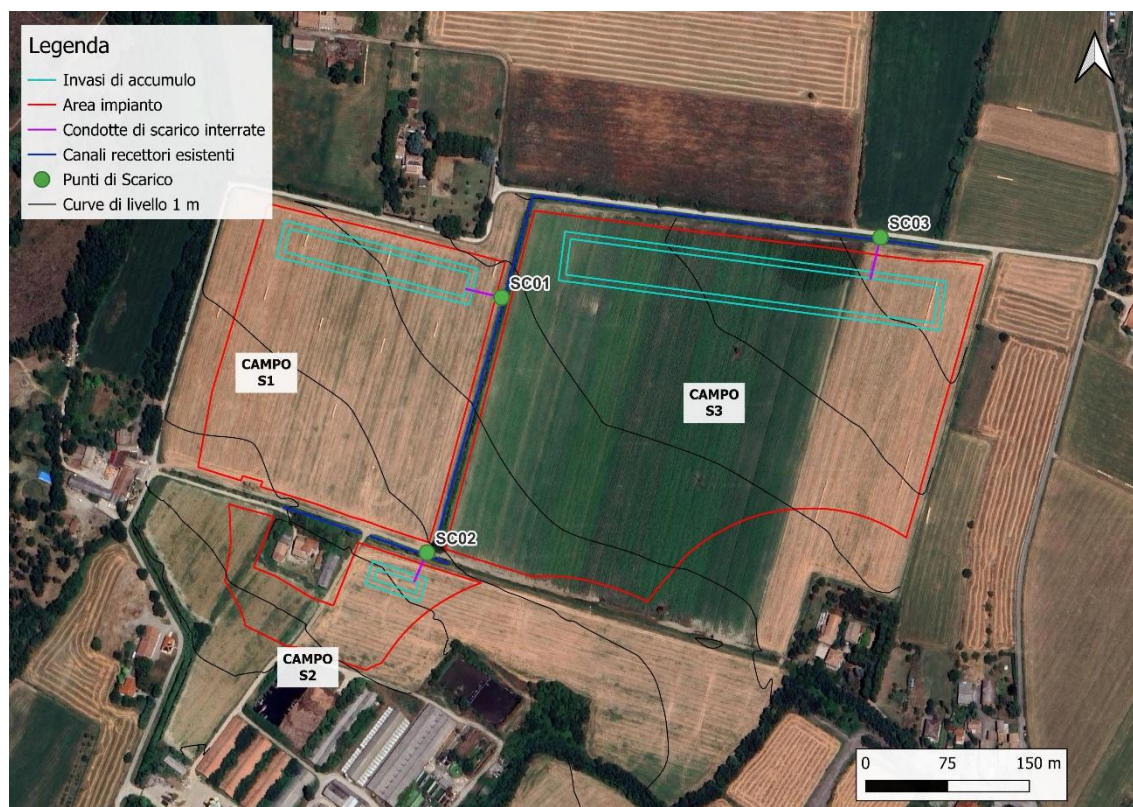 Legenda
Invasi di accumulo
Area impianto
Condotte di scarico interrate
Canali recettori esistenti
Punti di Scarico
Curve di livello 1 m
SC03
SC01
CAMPO
S1
CAMPO
S3
SC02
CAMPO
S2
0 75 150 m